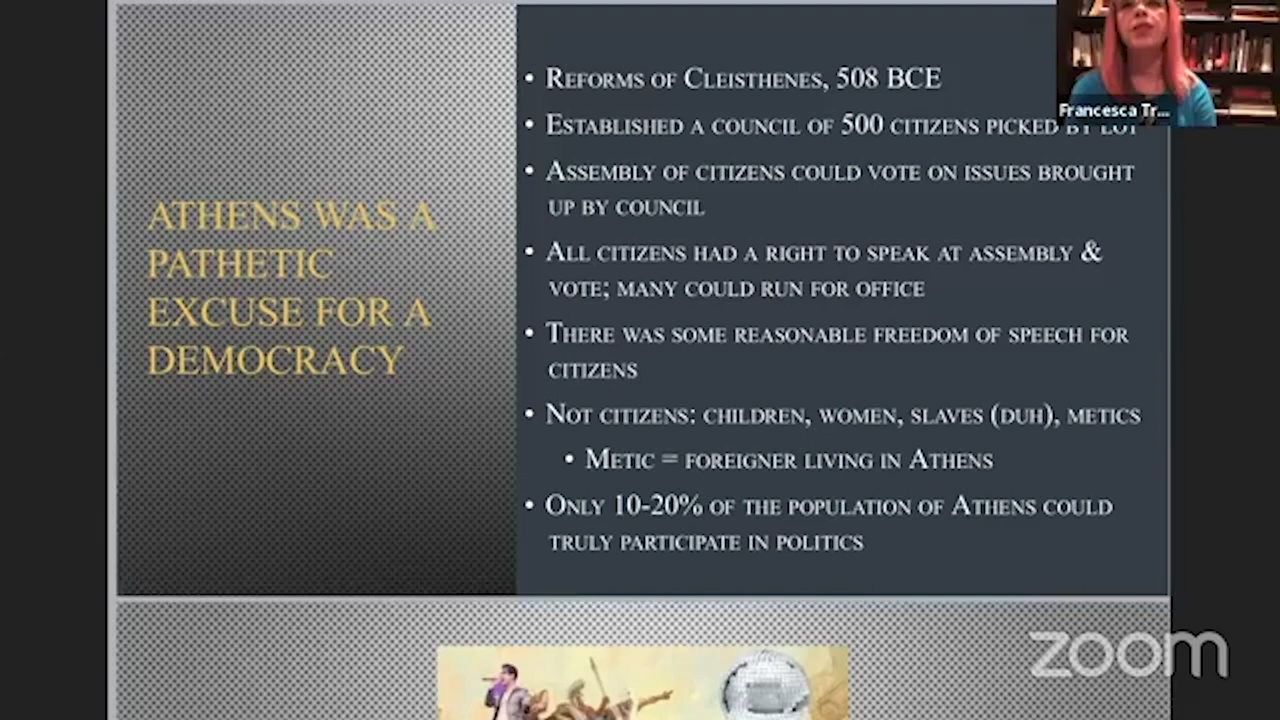 ATHENS WAS A
PATHETIC
EXCUSE FOR A
DEMOCRACY
• REFORMS OF CLEISTHENES, 508 BCE
• ESTABLISHED A COUNCIL OF 500 CITIZENS PICKED BY LOT
• ASSEMBLY OF CITIZENS COULD VOTE ON ISSUES BROUGHT
UP BY COUNCIL
• ALL CITIZENS HAD A RIGHT TO SPEAK AT ASSEMBLY &
VOTE; MANY COULD RUN FOR OFFICE
• THERE WAS SOME REASONABLE FREEDOM OF SPEECH FOR
CITIZENS
• NOT CITIZENS: CHILDREN, WOMEN, SLAVES (DUH), METICS
• METIC = FOREIGNER LIVING IN ATHENS
• ONLY 10-20% OF THE POPULATION OF ATHENS COULD
TRULY PARTICIPATE IN POLITICS
Francesca Tr...
zoom